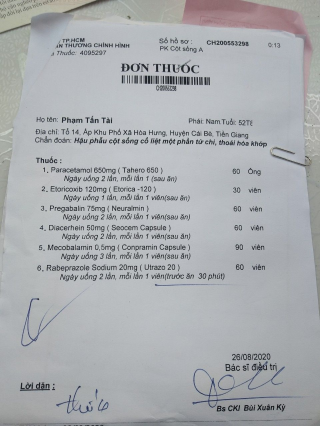 TP.HCM
THƯƠNG CHỈNH HÌNH
Thuốc: 4095297
Số hồ sơ : CH200553298 0:13
PK Cột sống A
ĐƠN THUỐC
CH200553298
Họ tên: Phạm Tấn Tài Phái: Nam Tuổi: 52TE
Địa chỉ: Tổ 14, Ấp Khu Phố Xã Hòa Hưng, Huyện Cái Bè, Tiền Giang
Chẩn đoán: Hậu phẫu cột sống cổ liệt một phần tứ chi, thoái hóa khớp
Thuốc :
1, Paracetamol 650mg ( Tahero 650 ) 60 Ống
Ngày uống 2 lần, mỗi lần 1 (sau ăn)
2, Etoricoxib 120mg ( Etorica -120 ) 30 viên
Ngày uống 1 lần, mỗi lần 1 viên(sau ăn)
3, Pregabalin 75mg ( Neuralmin ) 60 viên
Ngày uống 2 lần, mỗi lần 1 viên(sau ăn)
4, Diacerhein 50mg ( Seocem Capsule ) 60 viên
Ngày uống 2 lần, mỗi lần 1 viên(sau ăn)
5, Mecobalamin 0,5mg ( Conpramin Capsule ) 90 viên
Ngày uống 3 lần, mỗi lần 1 viên(sau ăn)
6, Rabeprazole Sodium 20mg ( Utrazo 20 ) 60 viên
Ngày uống 2 lần, mỗi lần 1 viên(trước ăn 30 phút)
26/08/2020
Bác sĩ điều trị
Lời dặn :
Bs CKI Bùi Xuân Kỳ